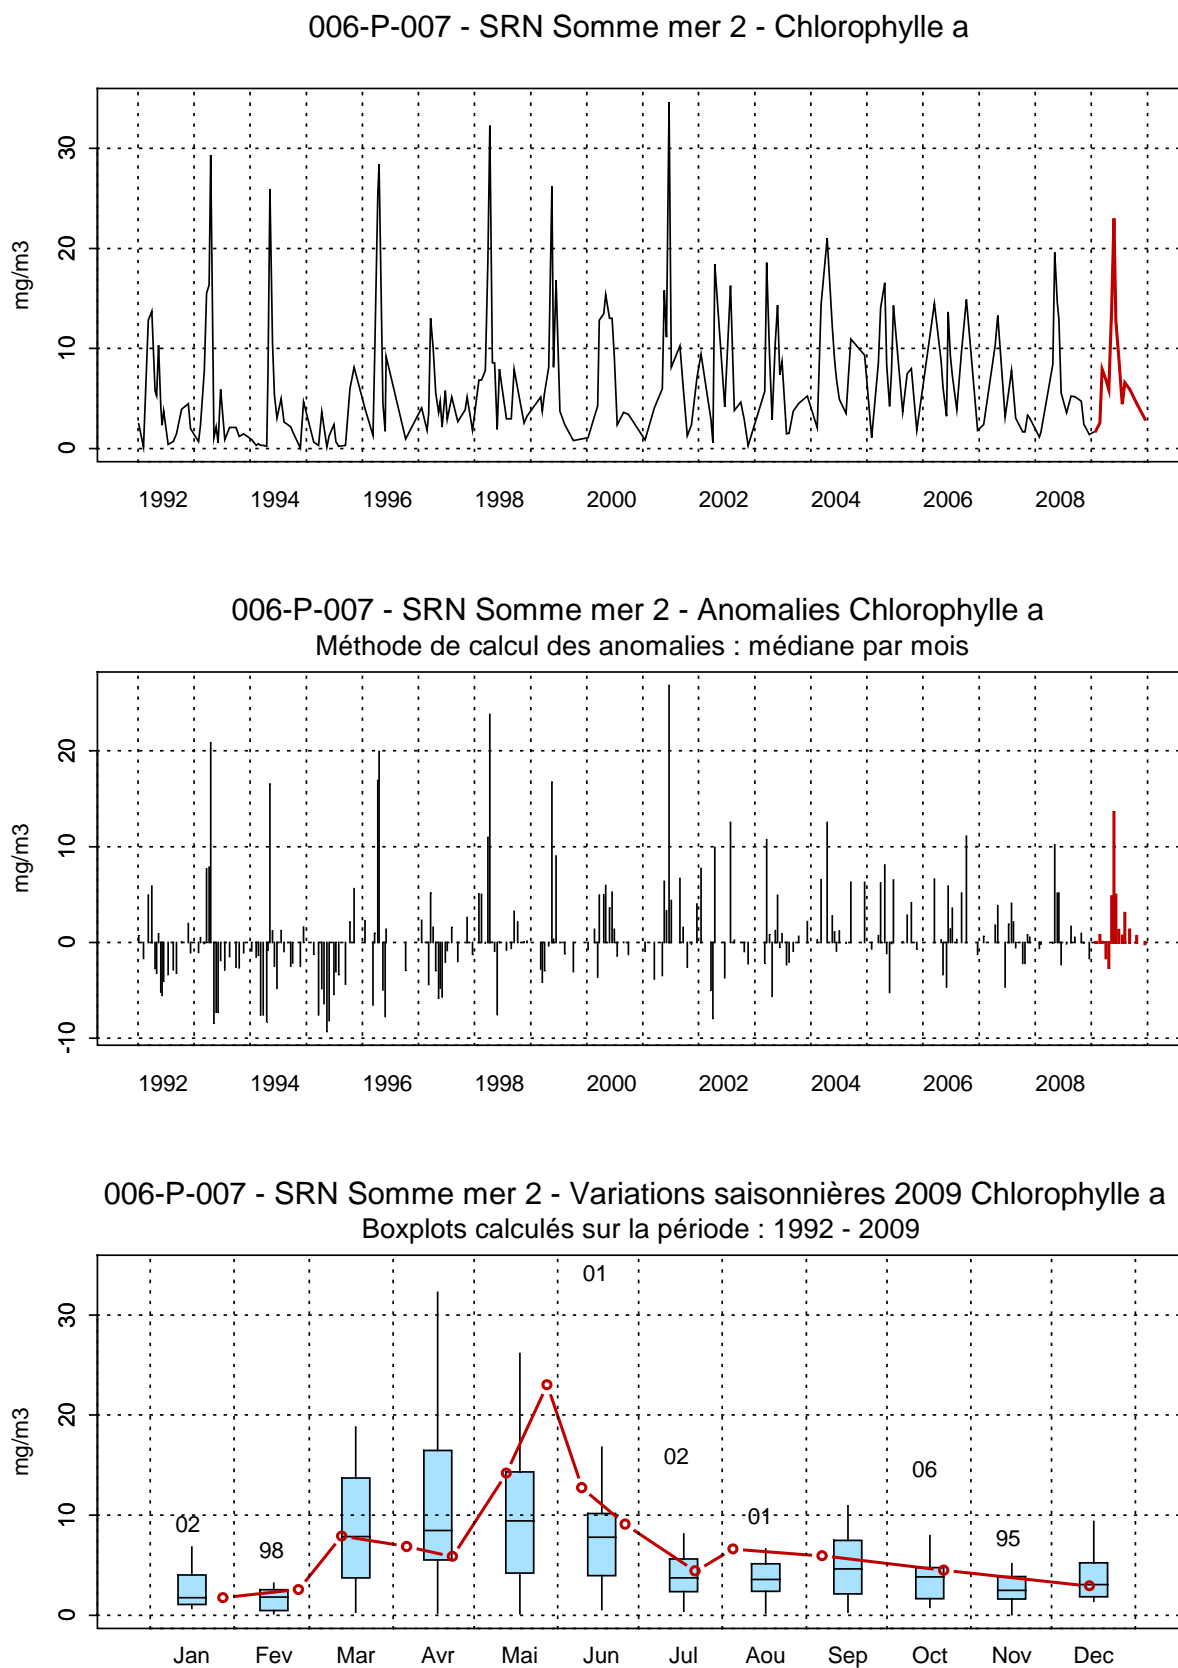 006-P-007 - SRN Somme mer 2 - Chlorophylle a
30
20
10
0
mg/m3
1992 1994 1996 1998 2000 2002 2004 2006 2008
006-P-007 - SRN Somme mer 2 - Anomalies Chlorophylle a
Méthode de calcul des anomalies : médiane par mois
20
10
0
-10
mg/m3
1992 1994 1996 1998 2000 2002 2004 2006 2008
006-P-007 - SRN Somme mer 2 - Variations saisonnières 2009 Chlorophylle a
Boxplots calculés sur la période : 1992 - 2009
01
30
20
10
0
mg/m3
02
06
02
01
98
95
Jan Fev Mar Avr Mai Jun Jul Aou Sep Oct Nov Dec